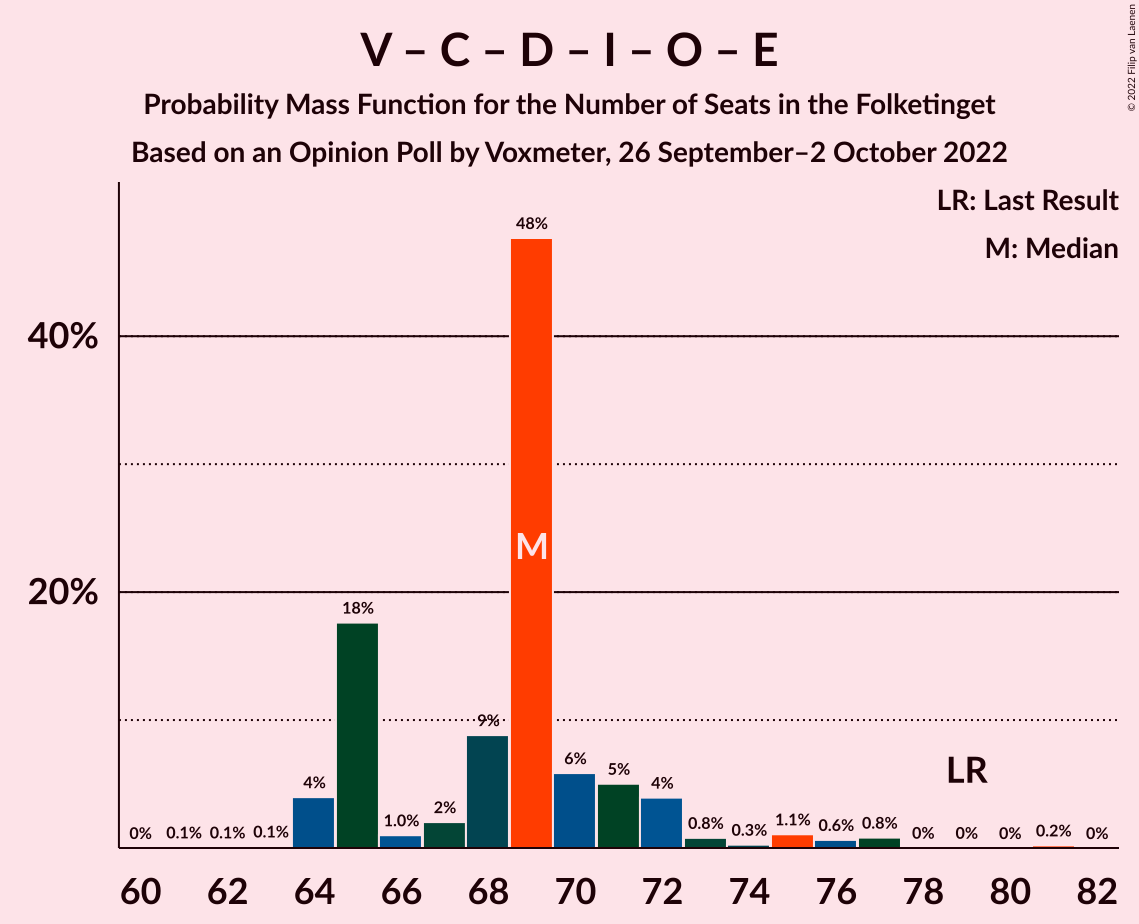 V – C – D – I – O – E
Probability Mass Function for the Number of Seats in the Folketinget
Based on an Opinion Poll by Voxmeter, 26 September–2 October 2022
© 2022 Filip van Laenen
LR: Last Result
M: Median
48%
40%
M
20%
18%
9%
LR
6%
5%
4%
4%
2%
1.0%
0% 0.1% 0.1% 0.1% 0.8% 0.3% 1.1% 0.6% 0.8% 0% 0% 0% 0.2% 0%
60 62 64 66 68 70 72 74 76 78 80 82